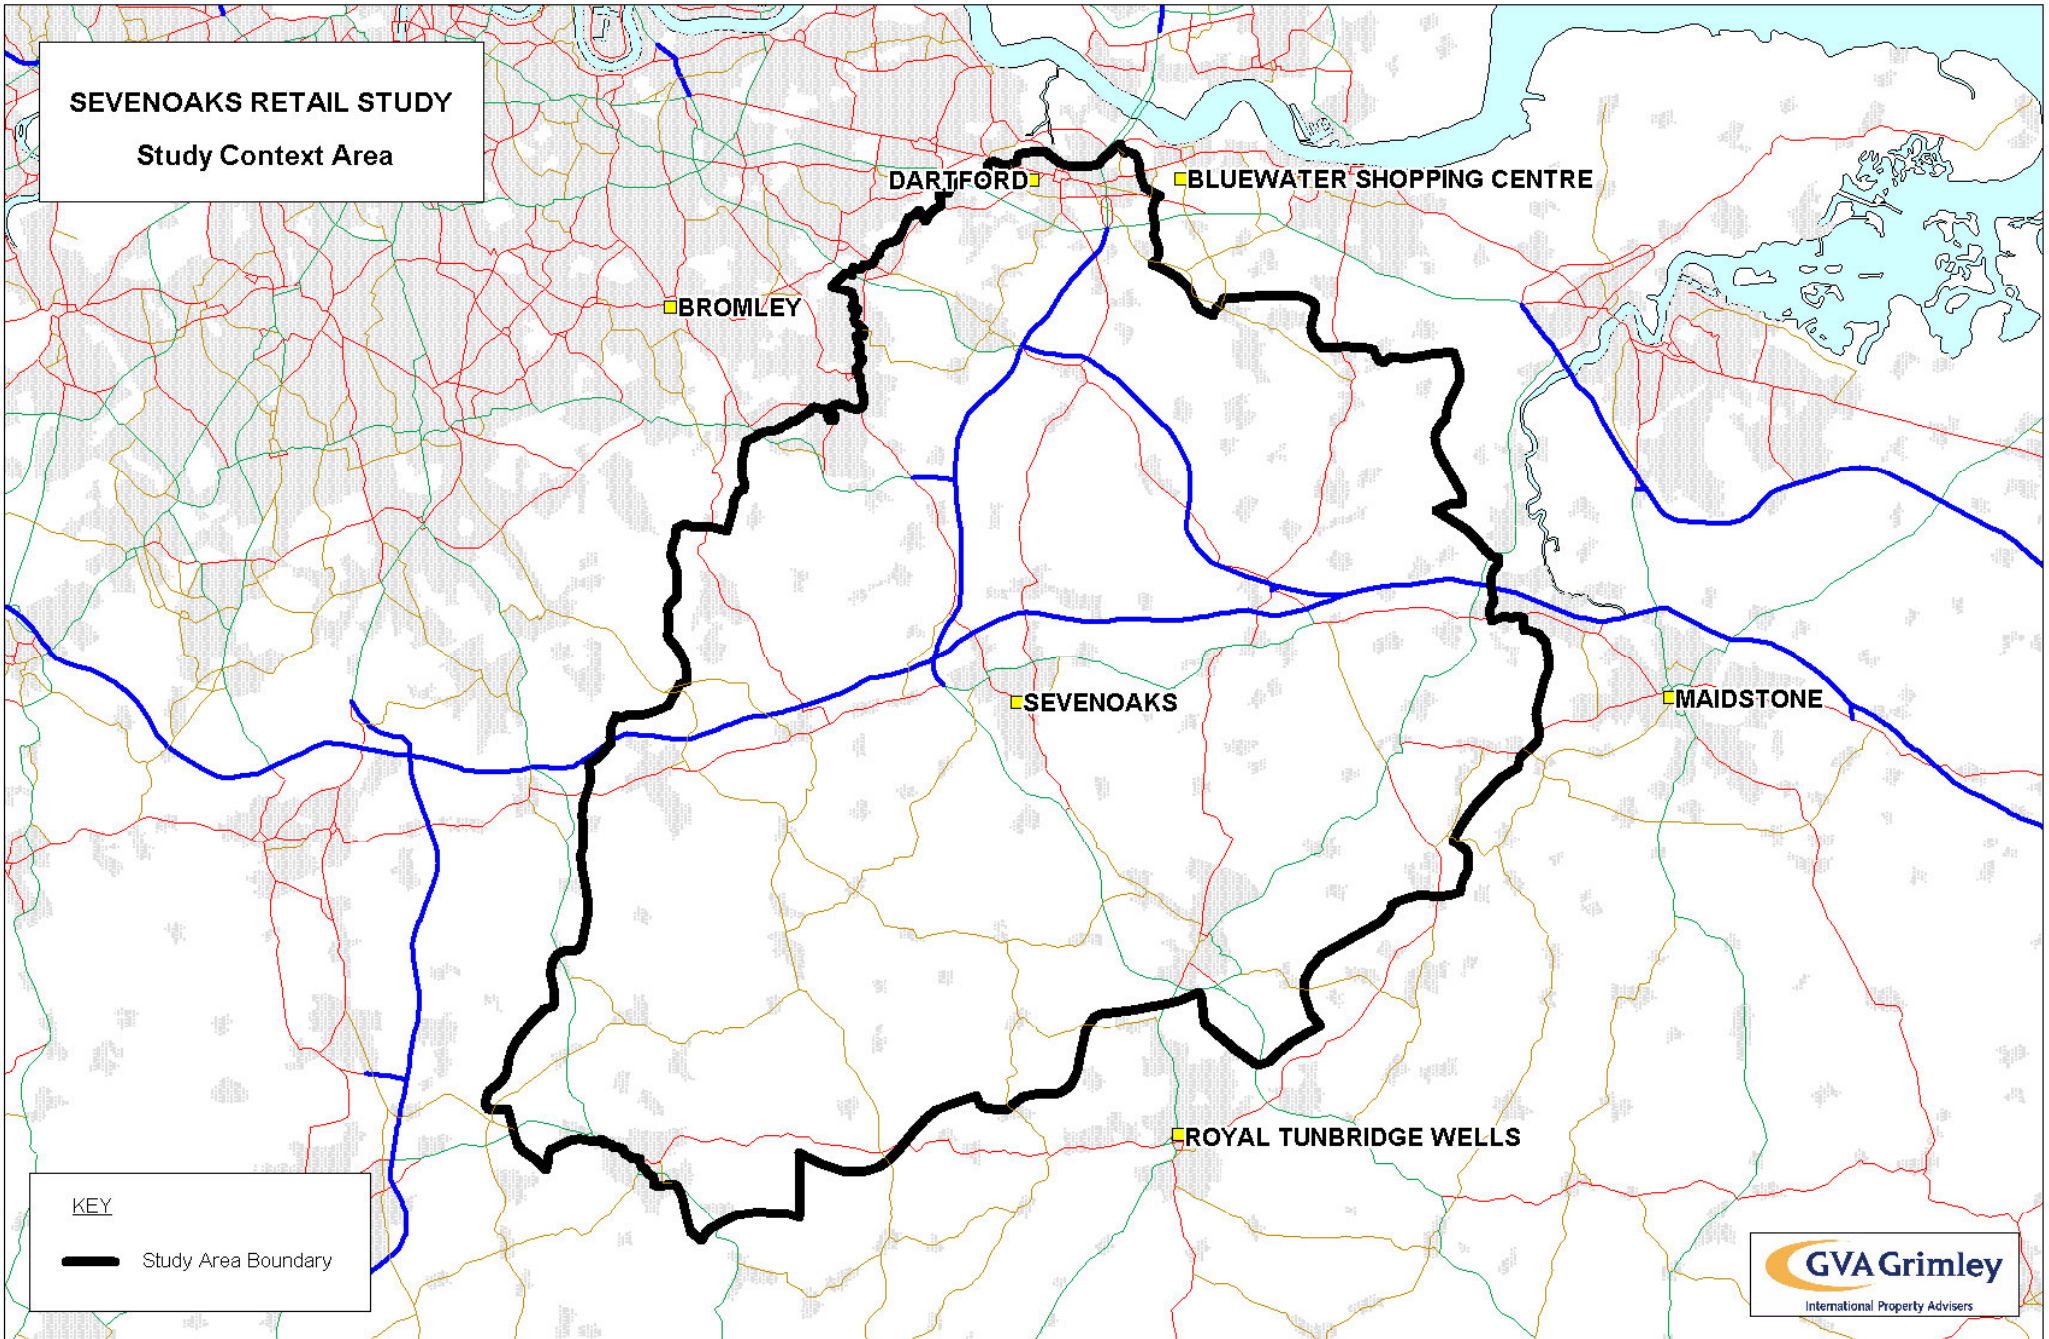 SEVENOAKS RETAIL STUDY
Study Context Area
DARTFORD
BLUEWATER SHOPPING CENTRE
BROMLEY
SEVENOAKS
MAIDSTONE
ROYAL TUNBRIDGE WELLS
KEY
Study Area Boundary
GVA Grimley
International Property Advisers